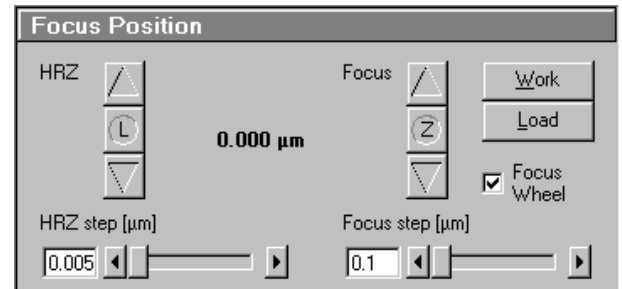 Focus Position
HRZ
L
0.000 µm
Focus
Z
Work
Load
Focus
Wheel
HRZ step [µm]
0.005
Focus step [µm]
0.1